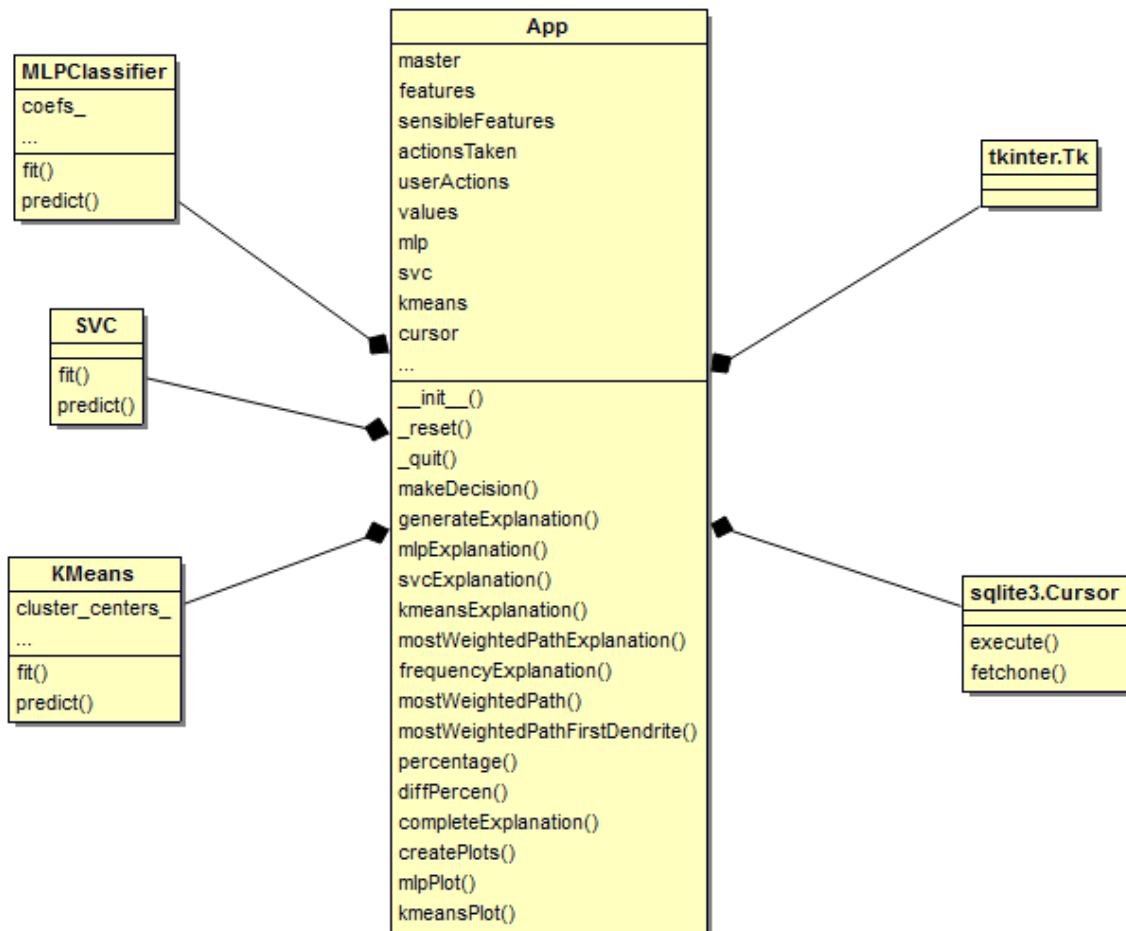 App
master
features
sensibleFeatures
actionsTaken
userActions
values
mlp
svc
kmeans
cursor
...
__init__()
_reset()
_quit()
makeDecision()
generateExplanation()
mlpExplanation()
svcExplanation()
kmeansExplanation()
mostWeightedPathExplanation()
frequencyExplanation()
mostWeightedPath()
mostWeightedPathFirstDendrite()
percentage()
diffPercen()
completeExplanation()
createPlots()
mlpPlot()
kmeansPlot()
MLPClassifier
coefs_
...
fit()
predict()
SVC
fit()
predict()
KMeans
cluster_centers_
...
fit()
predict()
tkinter.Tk
sqlite3.Cursor
execute()
fetchone()